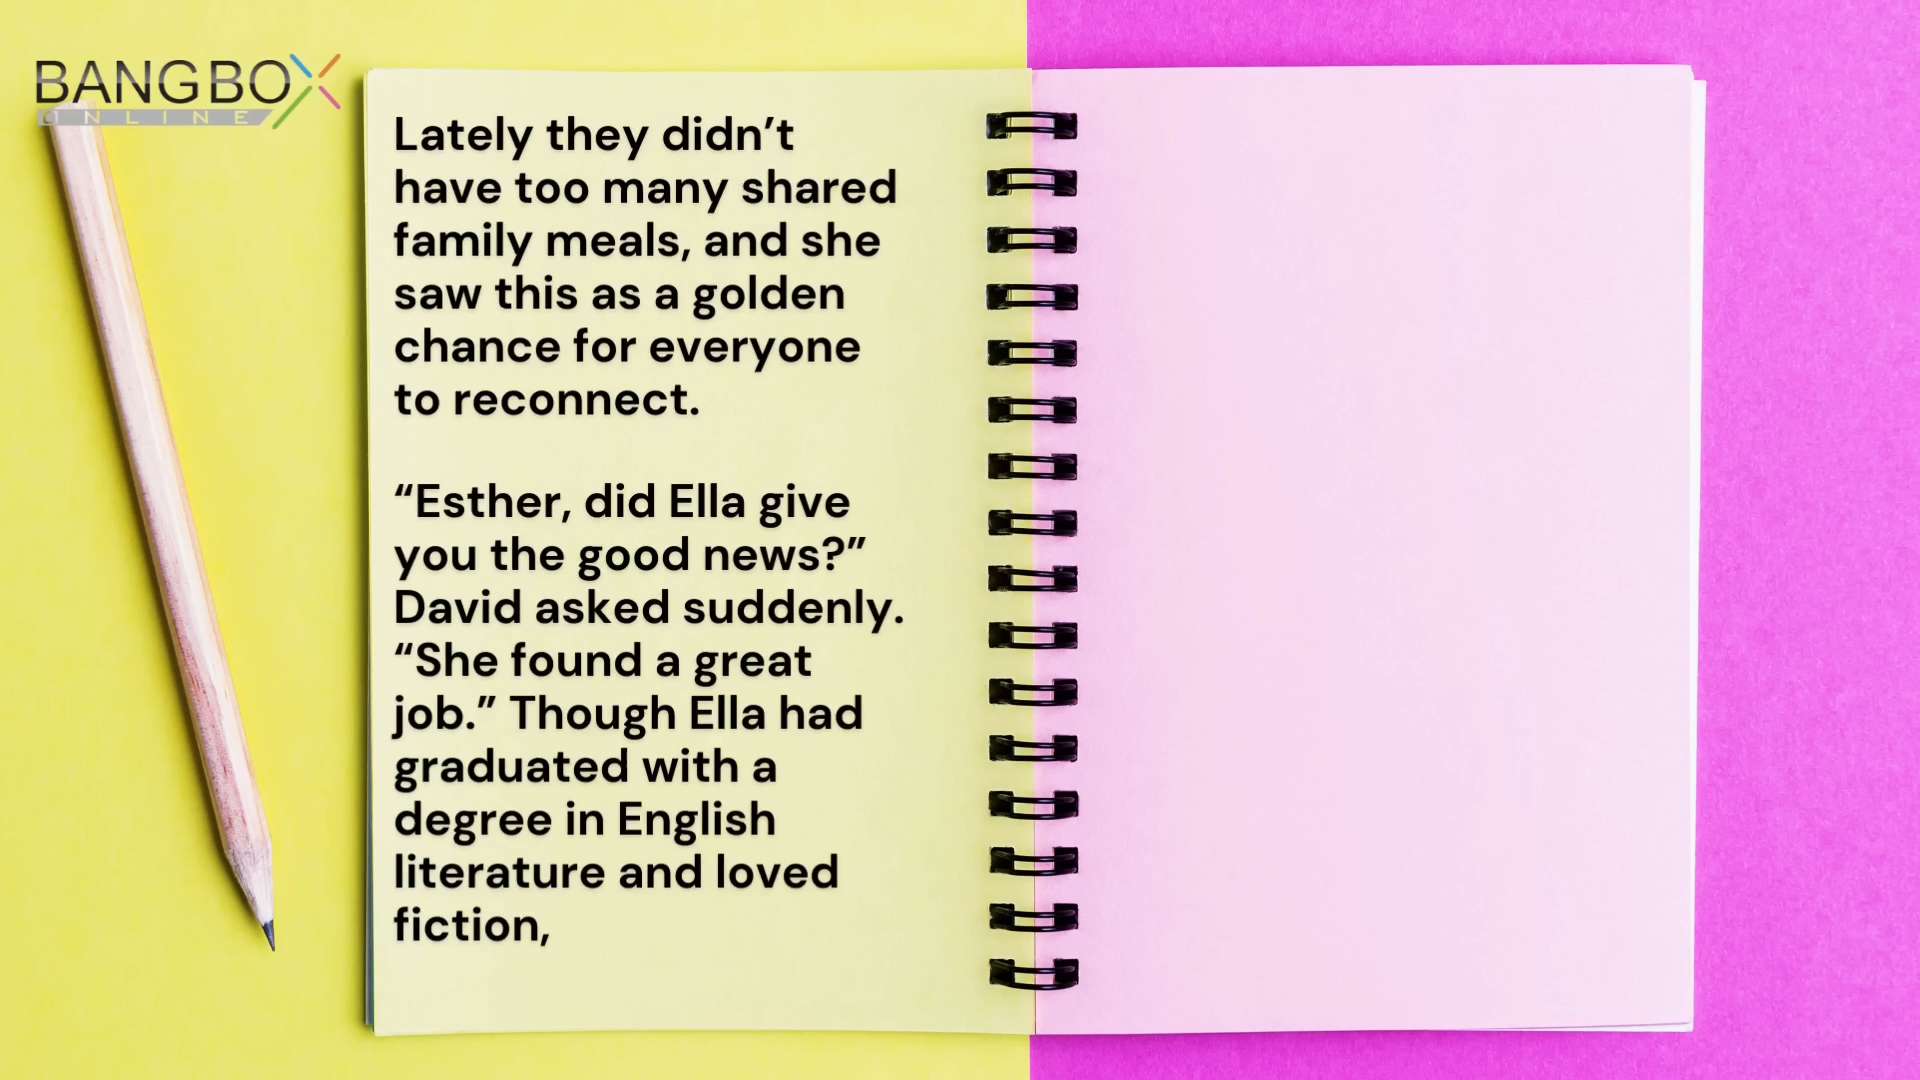 BANGBOX
ONLINE
Lately they didn’t
have too many shared
family meals, and she
saw this as a golden
chance for everyone
to reconnect.
“Esther, did Ella give
you the good news?”
David asked suddenly.
“She found a great
job.” Though Ella had
graduated with a
degree in English
literature and loved
fiction,